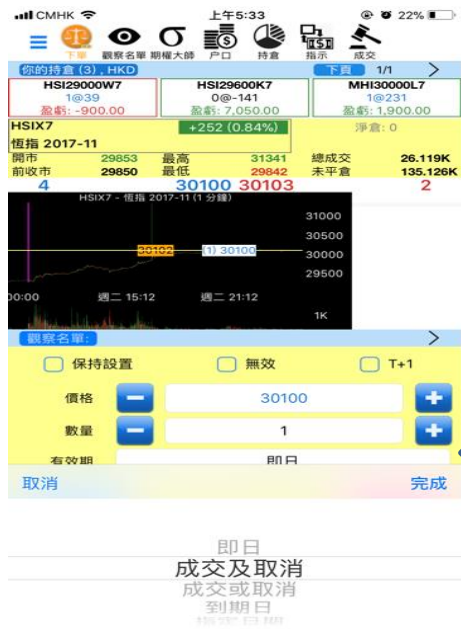 CMHK 上午5:33 22%
下單 觀察名單 期權大師 户口 持倉 指示 成交
你的持倉 (3) , HKD 下頁 1/1
HSI29000W7 HSI29600K7 MHI30000L7
1@39 0@-141 1@231
盈虧: -900.00 盈虧: 7,050.00 盈虧: 1,900.00
HSIX7 +252 (0.84%) 淨倉: 0
恆指 2017-11
開市 29853 最高 31341 總成交 26.119K
前收市 29850 最低 29842 未平倉 135.126K
4 30100 30103 2
HSIX7 - 恆指 2017-11 (1 分鐘)
31000
30500
30102 (1) 30100 30000
29500
00:00 週二 15:12 週二 21:12
1K
觀察名單:
保持設置 無效 T+1
價格 30100
數量 1
有效期 即日
取消 完成
即日
成交及取消
成交或取消
到期日
指定日期